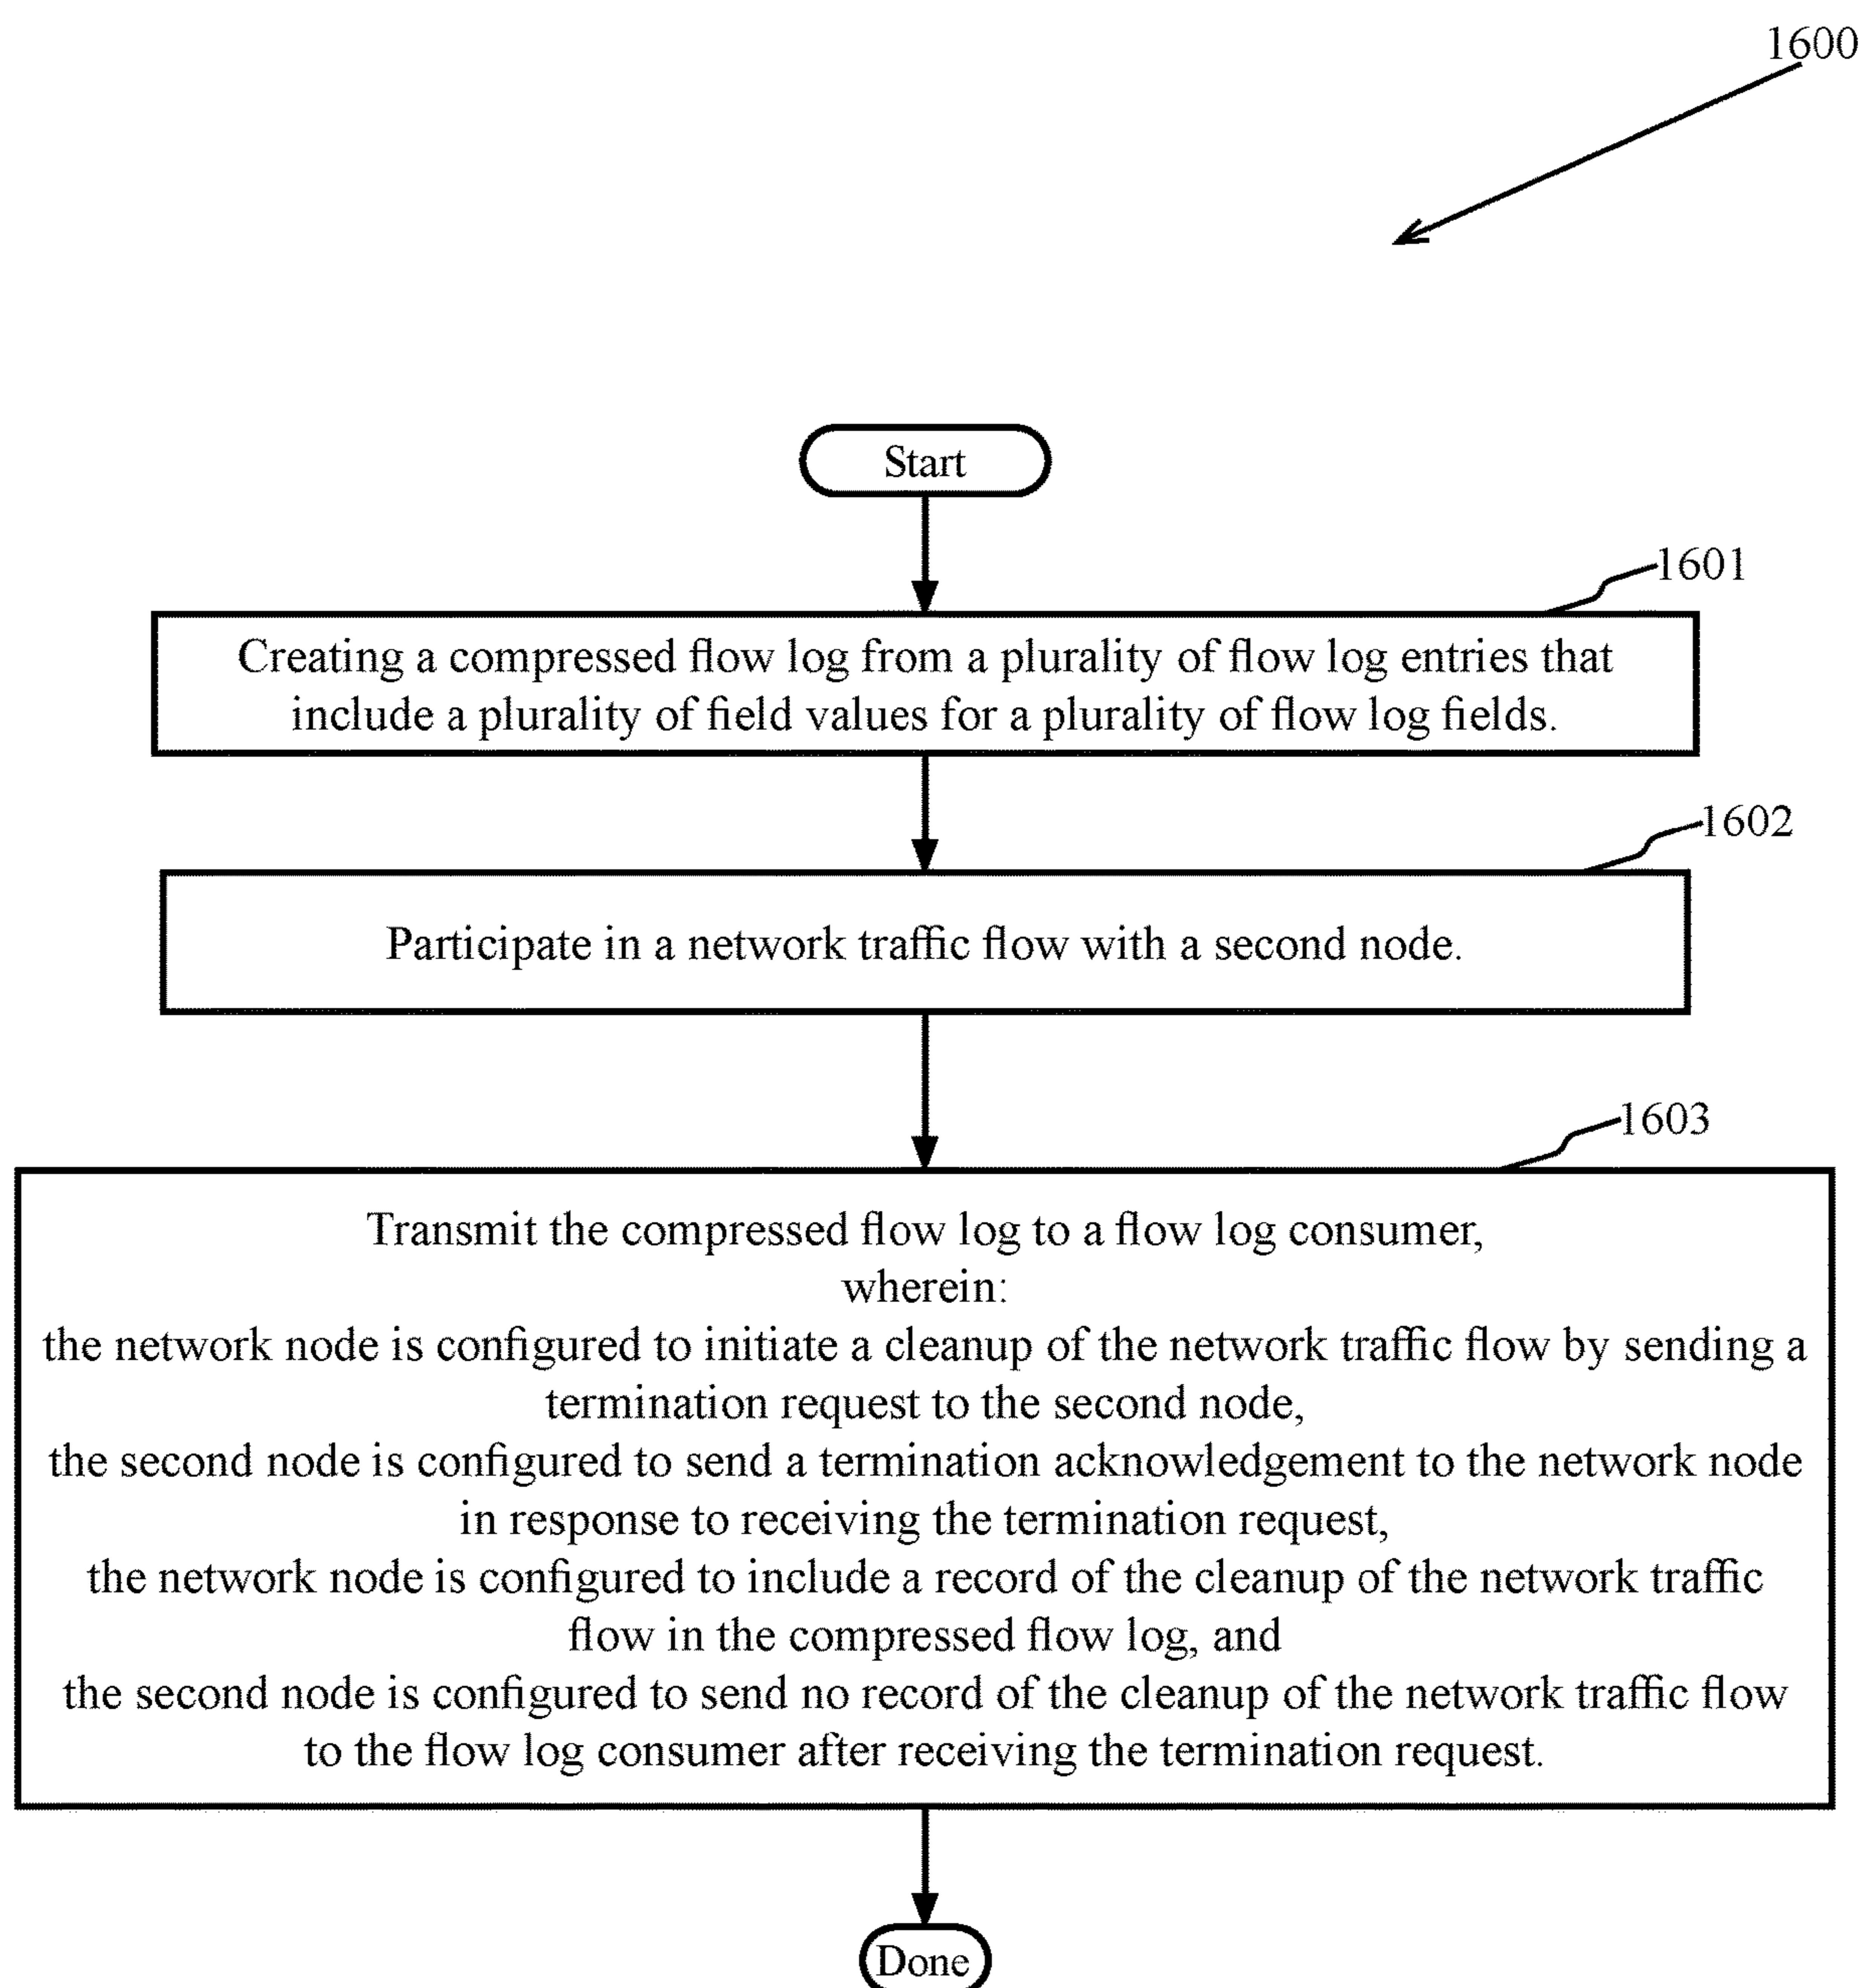 1600
Start
1601
Creating a compressed flow log from a plurality of flow log entries that
include a plurality of field values for a plurality of flow log fields.
1602
Participate in a network traffic flow with a second node.
1603
Transmit the compressed flow log to a flow log consumer,
wherein:
the network node is configured to initiate a cleanup of the network traffic flow by sending a
termination request to the second node,
the second node is configured to send a termination acknowledgement to the network node
in response to receiving the termination request,
the network node is configured to include a record of the cleanup of the network traffic
flow in the compressed flow log, and
the second node is configured to send no record of the cleanup of the network traffic flow
to the flow log consumer after receiving the termination request.
Done